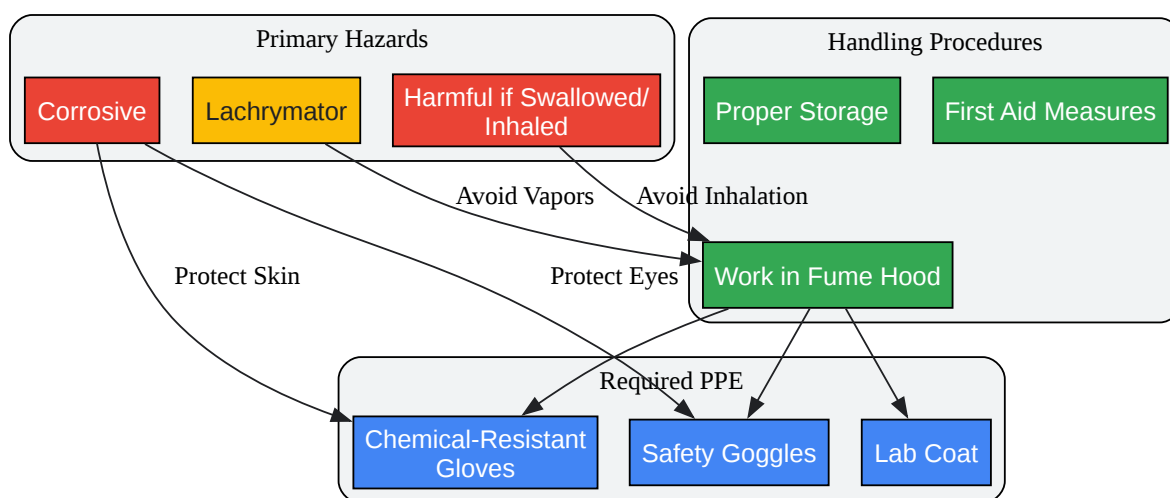 Primary Hazards
Handling Procedures
Corrosive
Lachrymator
Harmful if Swallowed/
Inhaled
Proper Storage
First Aid Measures
Avoid Vapors
Avoid Inhalation
Protect Skin
Protect Eyes
Work in Fume Hood
Required PPE
Chemical-Resistant
Gloves
Safety Goggles
Lab Coat